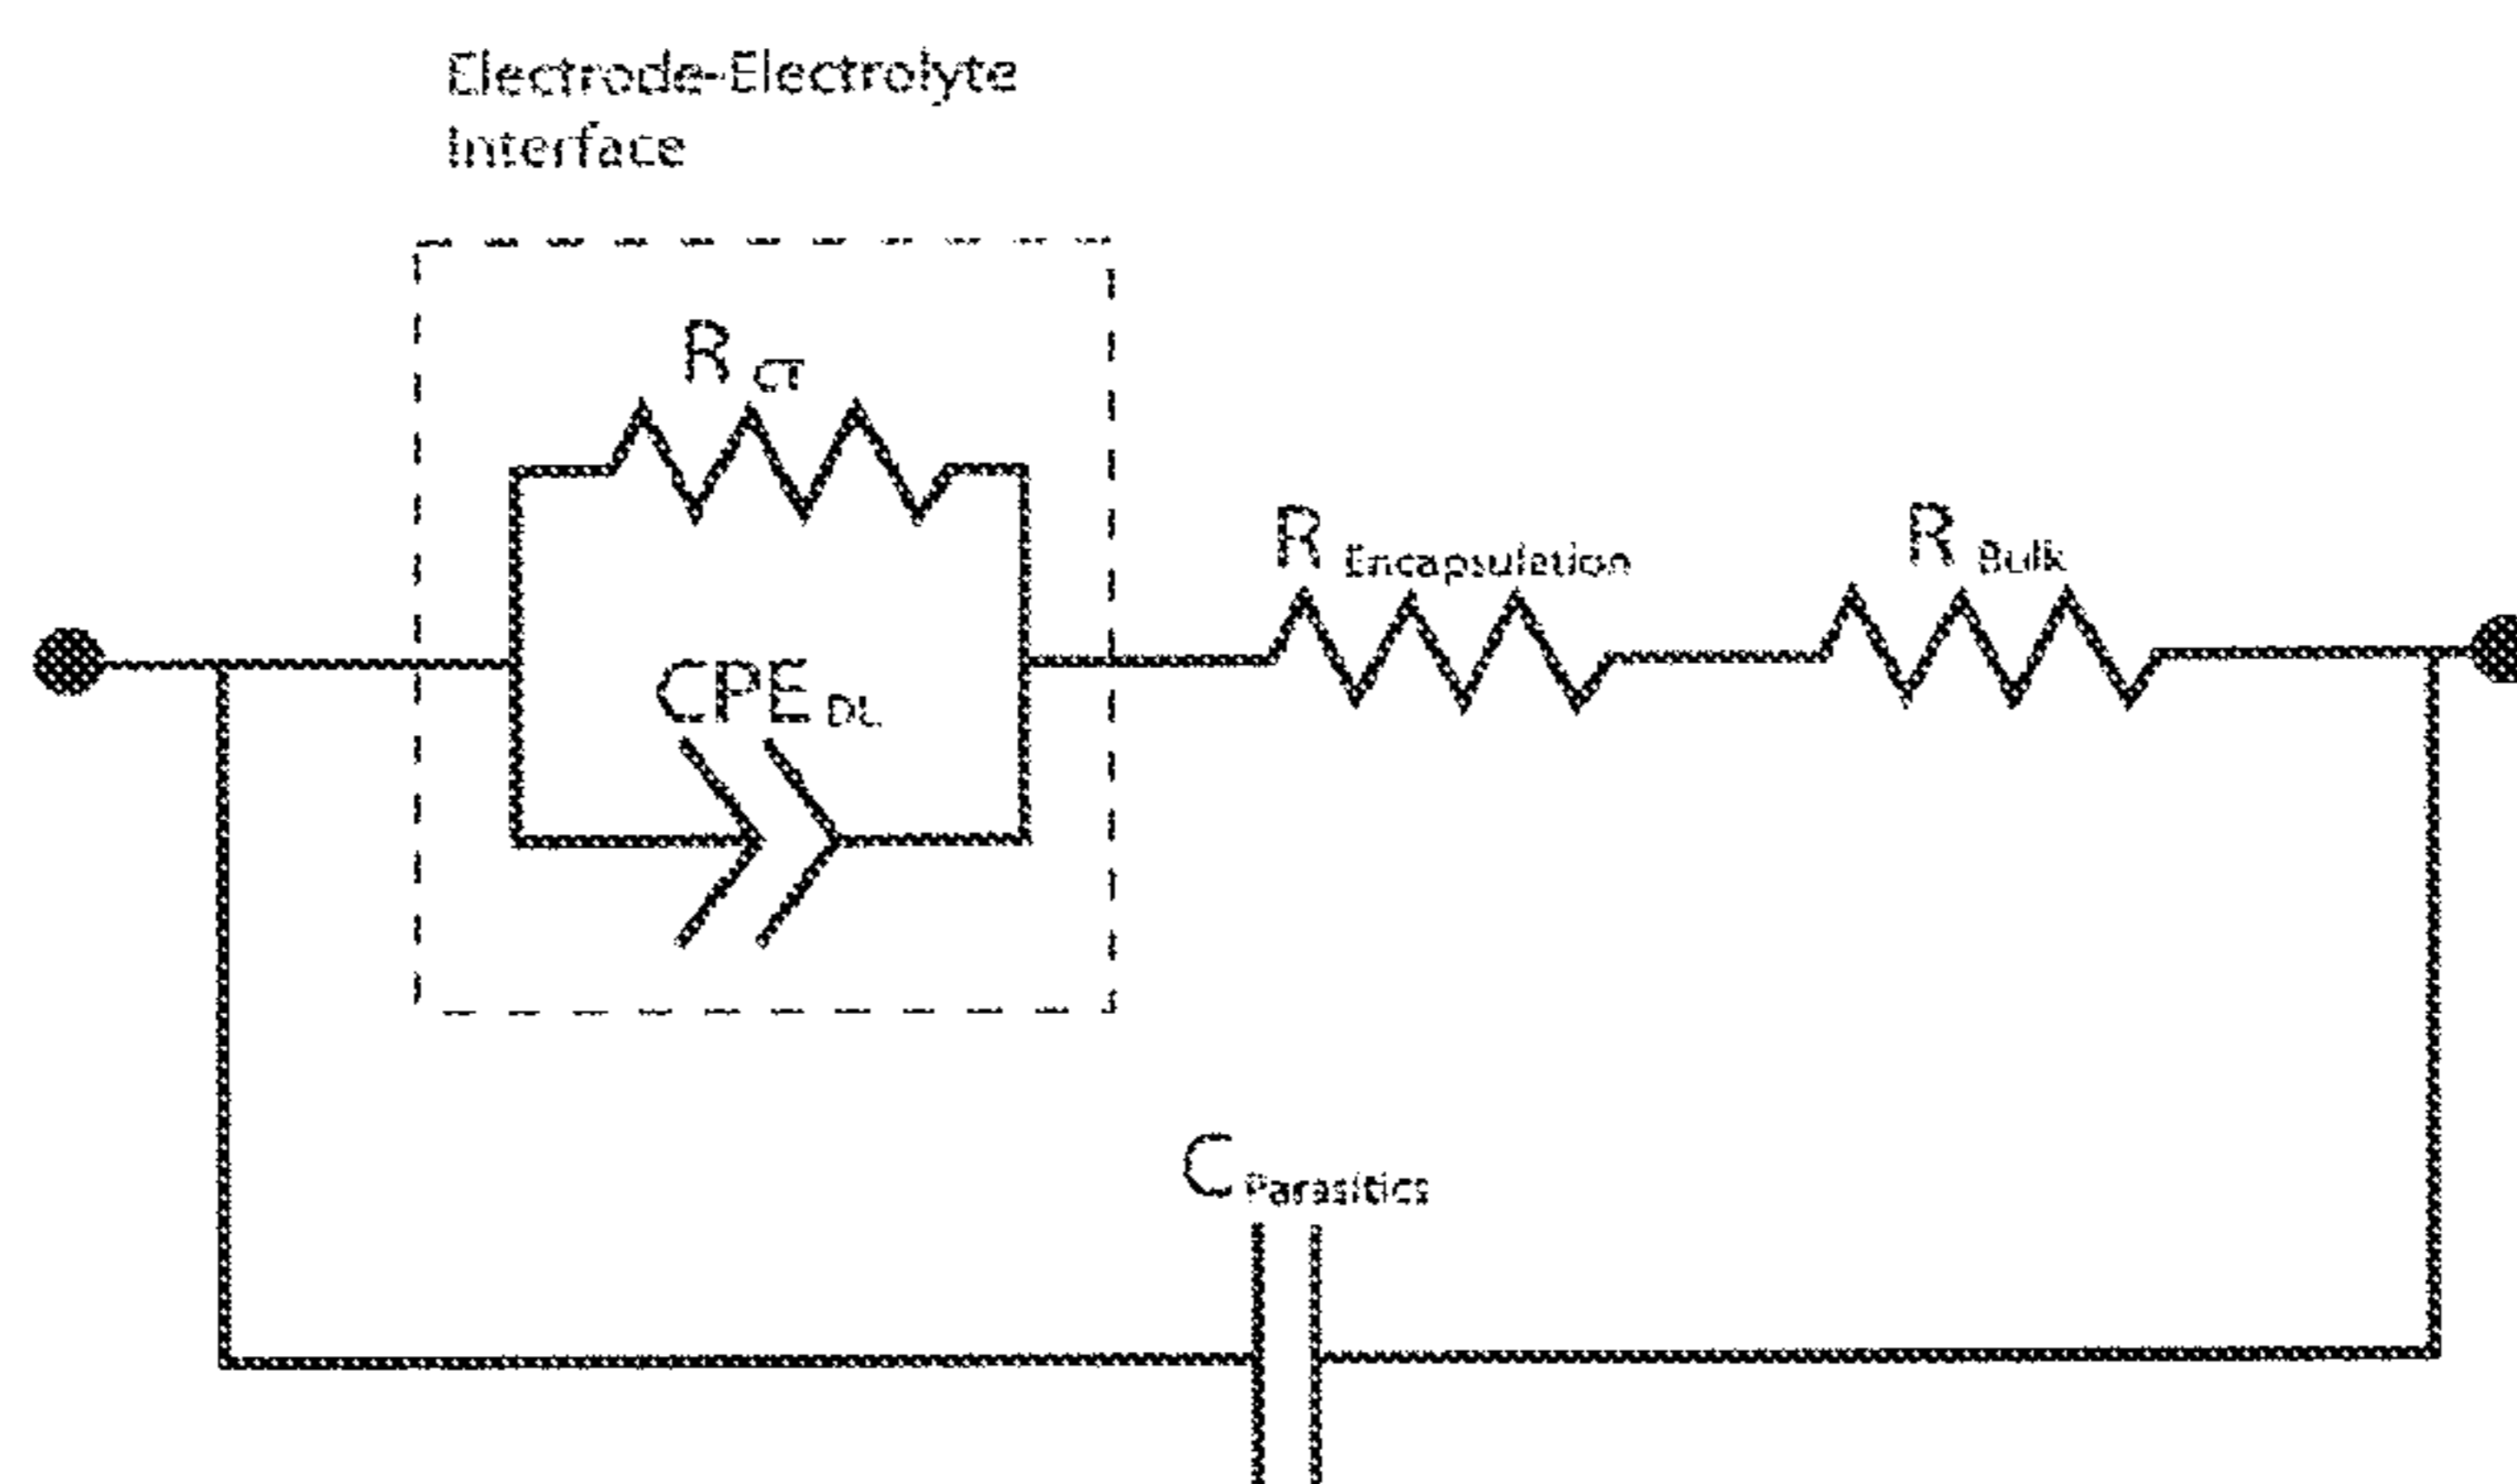 Electrode-Electrolyte
Interface
R CT
R Encapsulation
R Bulk
CPE DL
C Parasitics